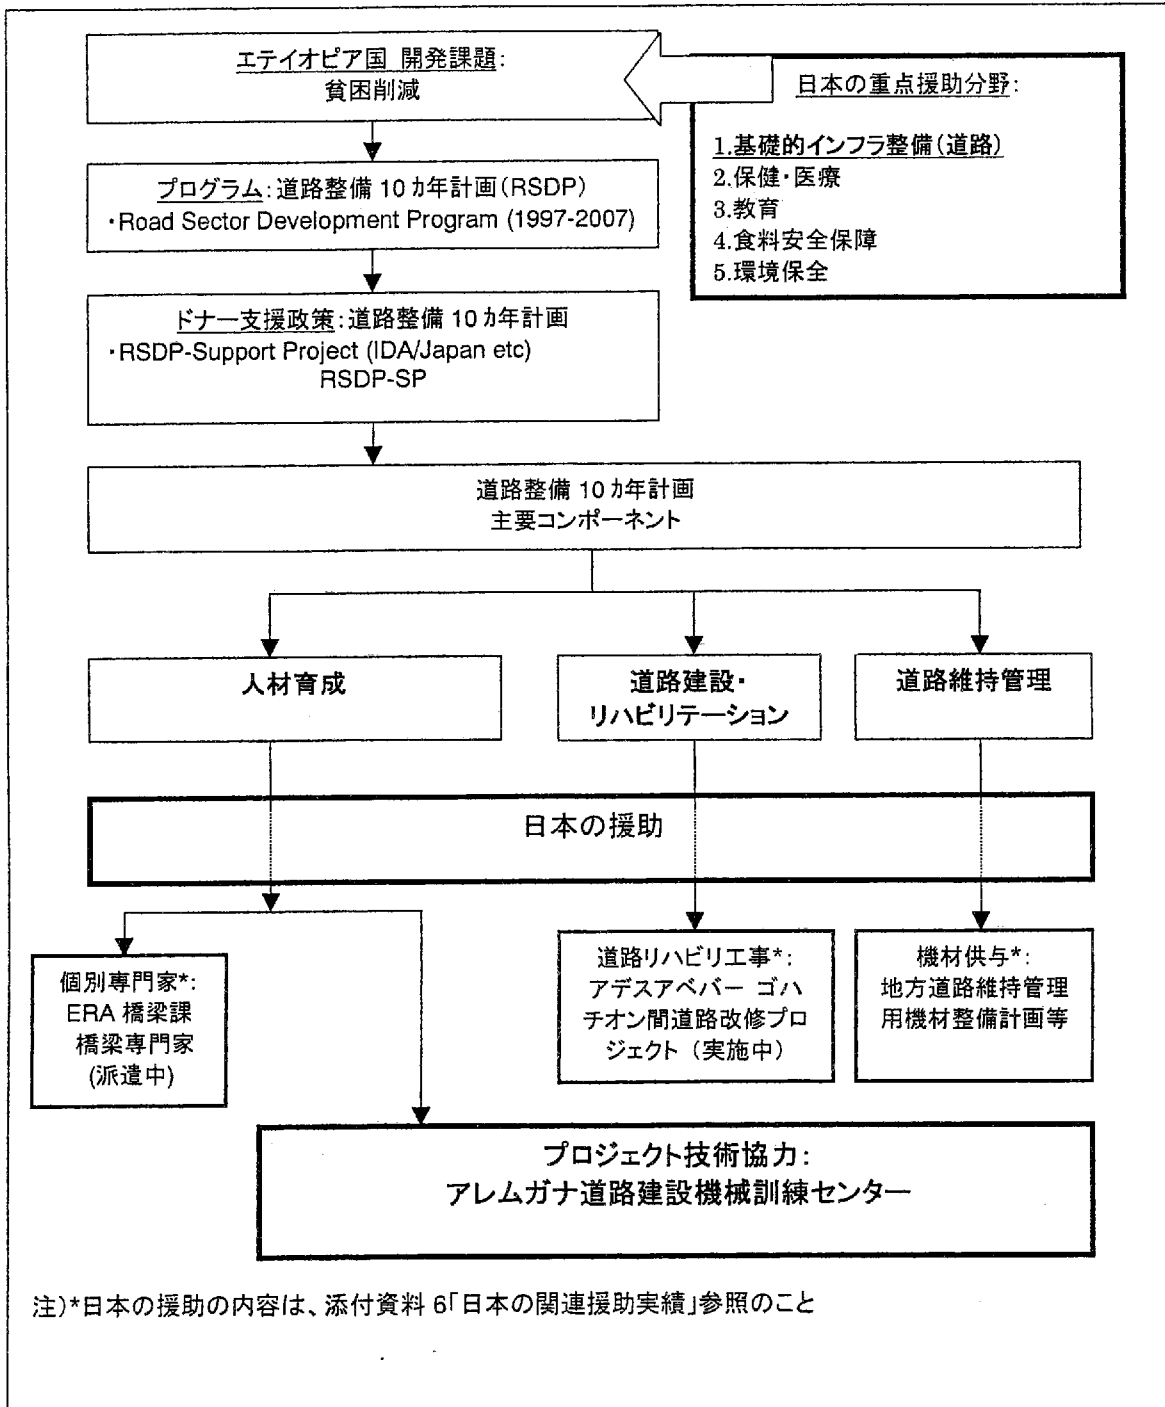 エテイオピア国 開発課題:
貧困削減
日本の重点援助分野:
1.基礎的インフラ整備(道路)
2.保健・医療
3.教育
4.食料安全保障
5.環境保全
プログラム:道路整備 10 カ年計画(RSDP)
・Road Sector Development Program (1997-2007)
ドナー支援政策:道路整備 10 カ年計画
・RSDP-Support Project (IDA/Japan etc)
RSDP-SP
道路整備 10 カ年計画
主要コンポーネント
人材育成
道路建設・
リハビリテーション
道路維持管理
日本の援助
個別専門家*:
ERA 橋梁課
橋梁専門家
(派遣中)
道路リハビリ工事*:
アデスアベバー ゴハ
チオン間道路改修プロ
ジェクト (実施中)
機材供与*:
地方道路維持管理
用機材整備計画等
プロジェクト技術協力:
アレムガナ道路建設機械訓練センター
注)*日本の援助の内容は、添付資料 6「日本の関連援助実績」参照のこと